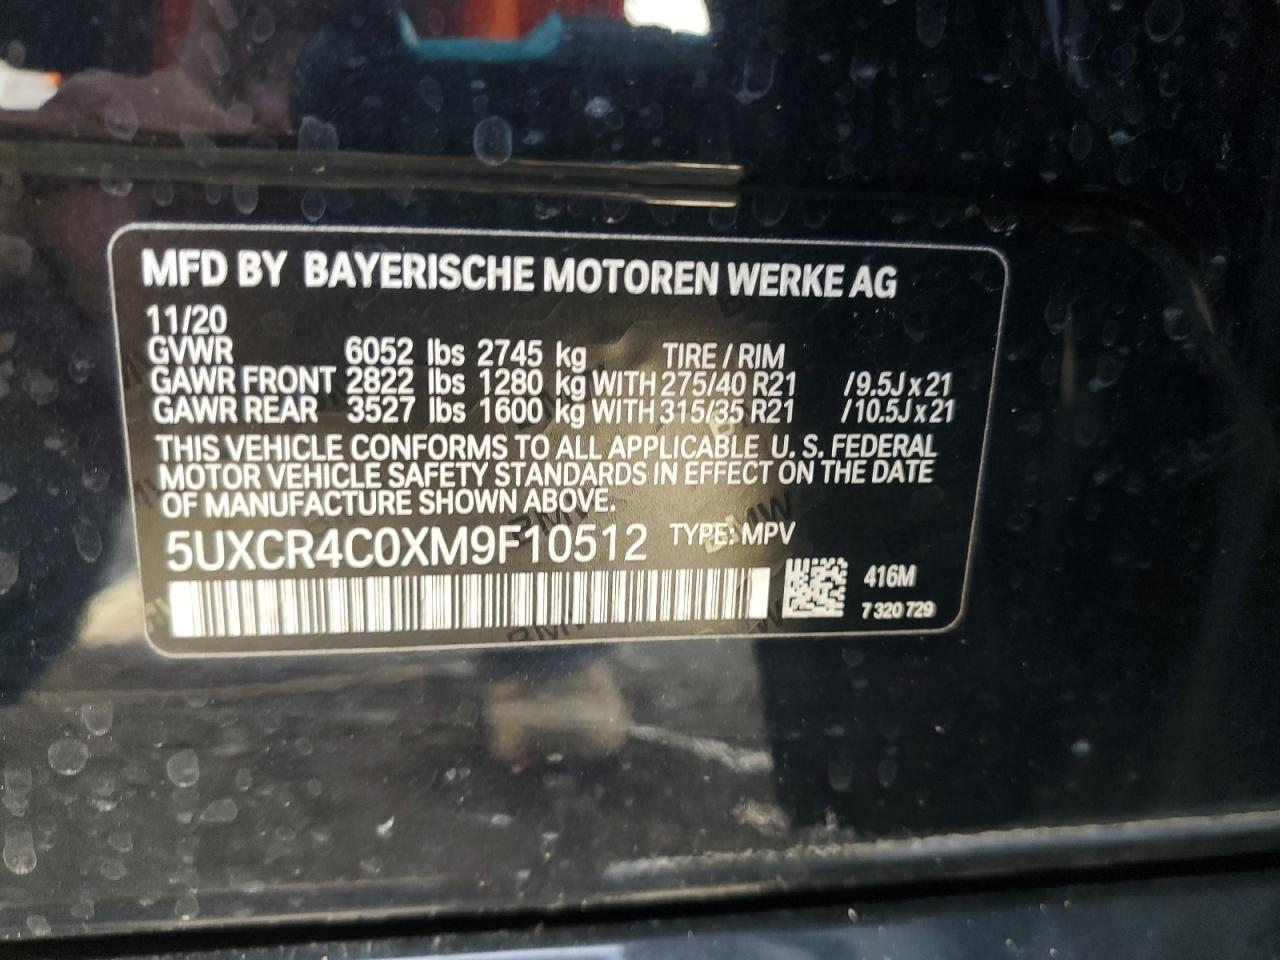 MFD BY BAYERISCHE MOTOREN WERKE AG
11/20
GVWR 6052 lbs 2745 kg TIRE / RIM
GAWR FRONT 2822 lbs 1280 kg WITH 275/40 R21 /9.5J x 21
GAWR REAR 3527 lbs 1600 kg WITH 315/35 R21 /10.5J x 21
THIS VEHICLE CONFORMS TO ALL APPLICABLE U. S. FEDERAL
MOTOR VEHICLE SAFETY STANDARDS IN EFFECT ON THE DATE
OF MANUFACTURE SHOWN ABOVE.
5UXCR4C0XM9F10512 TYPE: MPV
416M
7 320 729